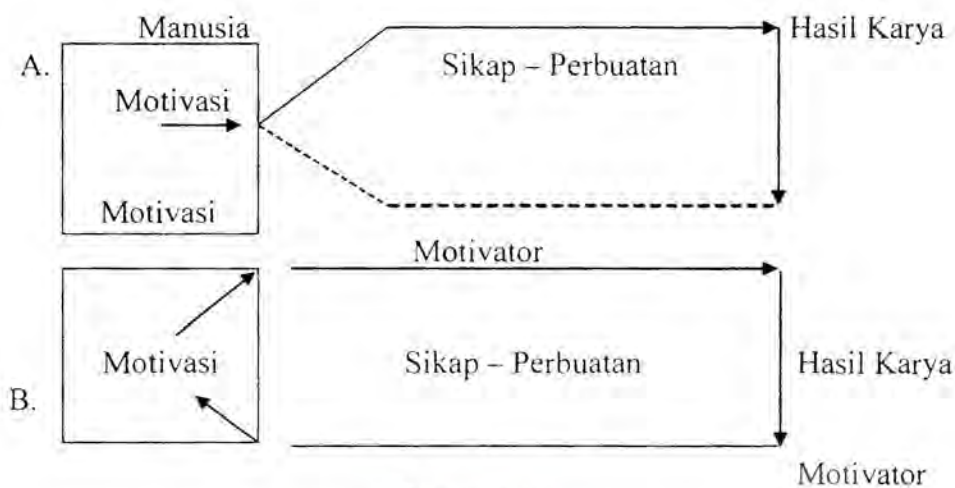 Manusia
Hasil Karya
A.
Sikap – Perbuatan
Motivasi
Motivasi
Motivator
Motivasi
Sikap – Perbuatan
Hasil Karya
B.
Motivator